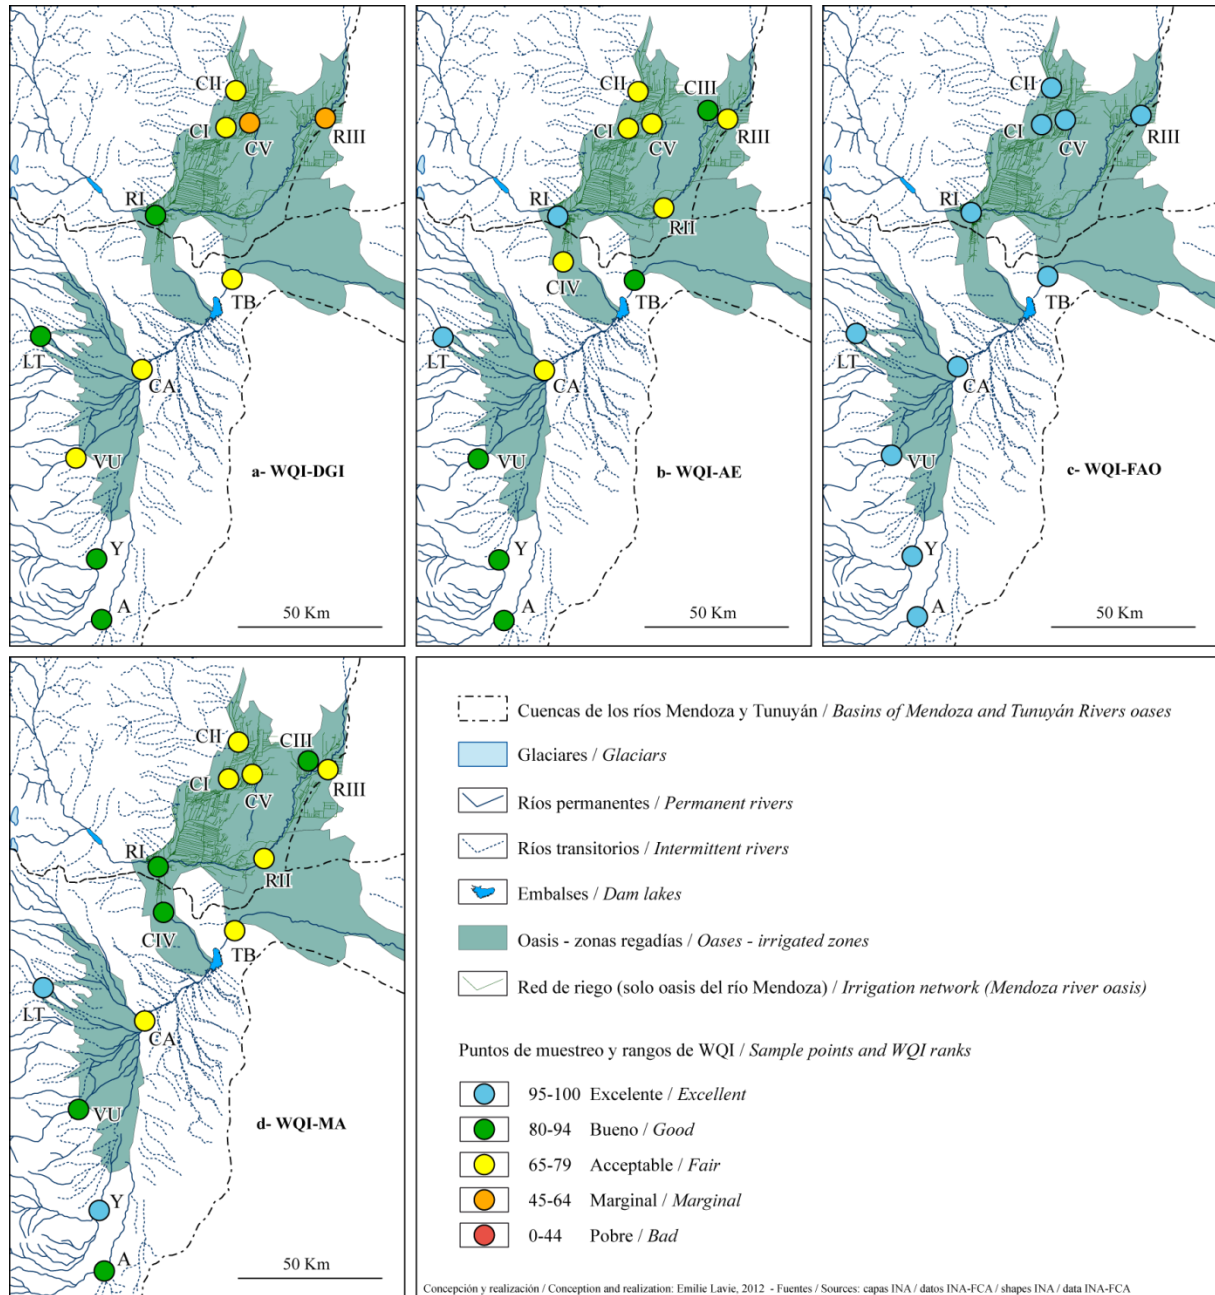 CII
CI
CV
RIII
RI
TB
LT
CA
VU
a- WQI-DGI
Y
A
50 Km
CII
CIII
CI
CV
RIII
RI
RII
CIV
TB
LT
CA
VU
b- WQI-AE
Y
A
50 Km
CII
CI
CV
RIII
RI
TB
LT
CA
VU
c- WQI-FAO
Y
A
50 Km
CII
CIII
CI
CV
RIII
RI
RII
CIV
TB
LT
CA
VU
d- WQI-MA
Y
A
50 Km
Cuencas de los ríos Mendoza y Tunuyán / Basins of Mendoza and Tunuyán Rivers oases
Glaciares / Glaciars
Ríos permanentes / Permanent rivers
Ríos transitorios / Intermittent rivers
Embalses / Dam lakes
Oasis - zonas regadías / Oases - irrigated zones
Red de riego (solo oasis del río Mendoza) / Irrigation network (Mendoza river oasis)
Puntos de muestreo y rangos de WQI / Sample points and WQI ranks
95-100 Excelente / Excellent
80-94 Bueno / Good
65-79 Acceptable / Fair
45-64 Marginal / Marginal
0-44 Pobre / Bad
Concepción y realización / Conception and realization: Emilie Lavie, 2012 - Fuentes / Sources: capas INA / datos INA-FCA / shapes INA / data INA-FCA